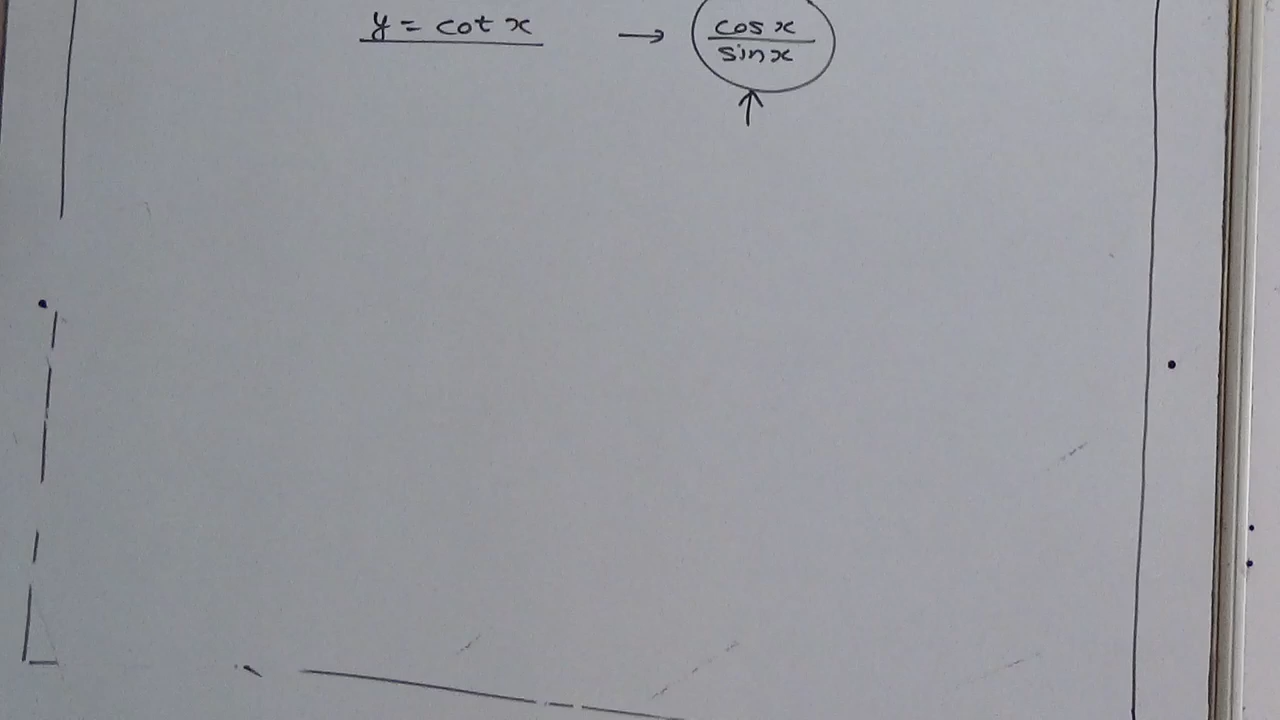 y = cot x → cos x
sin x